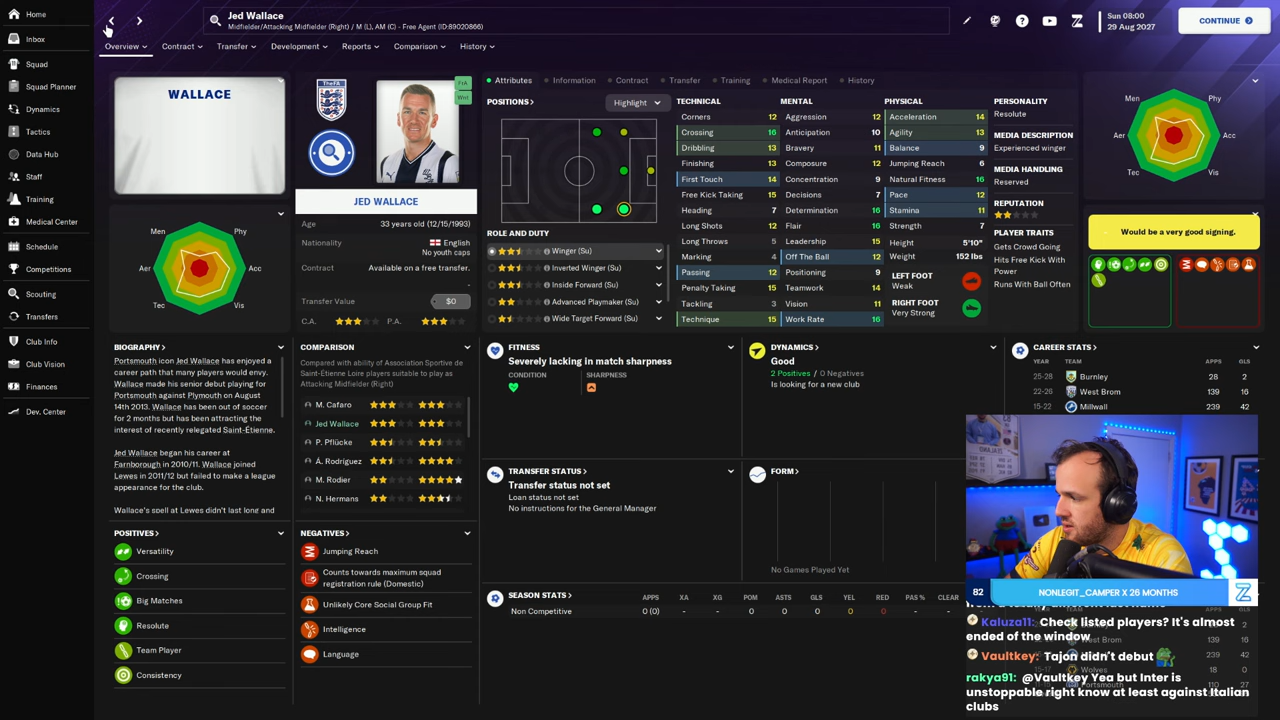 Home
Inbox
Squad
Squad Planner
Dynamics
Tactics
Data Hub
Staff
Training
Medical Center
Schedule
Competitions
Scouting
Transfers
Club Info
Club Vision
Finances
Dev. Center
Jed Wallace
Midfielder/Attacking Midfielder (Right) / M (L), AM (C) - Free Agent (ID:89020866)
Sun 08:00
29 Aug 2027
CONTINUE
Overview
Contract
Transfer
Development
Reports
Comparison
History
WALLACE
Men
Phy
Aer
Acc
Tec
Vis
The FA
FrA
Wnt
JED WALLACE
Age 33 years old (12/15/1993)
Nationality English
No youth caps
Contract Available on a free transfer.
-
Transfer Value $0
C.A. P.A.
Attributes
Information
Contract
Transfer
Training
Medical Report
History
POSITIONS
Highlight
ROLE AND DUTY
Winger (Su)
Inverted Winger (Su)
Inside Forward (Su)
Advanced Playmaker (Su)
Wide Target Forward (Su)
TECHNICAL
Corners 12
Crossing 16
Dribbling 13
Finishing 13
First Touch 14
Free Kick Taking 15
Heading 7
Long Shots 12
Long Throws 5
Marking 4
Passing 12
Penalty Taking 15
Tackling 3
Technique 15
MENTAL
Aggression 12
Anticipation 10
Bravery 11
Composure 12
Concentration 9
Decisions 7
Determination 16
Flair 16
Leadership 15
Off The Ball 12
Positioning 9
Teamwork 14
Vision 11
Work Rate 16
PHYSICAL
Acceleration 14
Agility 13
Balance 9
Jumping Reach 6
Natural Fitness 16
Pace 12
Stamina 11
Strength 7
Height 5'10"
Weight 152 lbs
LEFT FOOT
Weak
RIGHT FOOT
Very Strong
PERSONALITY
Resolute
MEDIA DESCRIPTION
Experienced winger
MEDIA HANDLING
Reserved
REPUTATION
PLAYER TRAITS
Gets Crowd Going
Hits Free Kick With
Power
Runs With Ball Often
Men
Phy
Aer
Acc
Tec
Vis
Would be a very good signing.
BIOGRAPHY
Portsmouth icon Jed Wallace has enjoyed a
career path that many players would envy.
Wallace made his senior debut playing for
Portsmouth against Plymouth on August
14th 2013. Wallace has been out of soccer
for 2 months but has been attracting the
interest of recently relegated Saint-Étienne.
Jed Wallace began his career at
Farnborough in 2010/11. Wallace joined
Lewes in 2011/12 but failed to make a league
appearance for the club.
Wallace's spell at Lewes didn't last long and
COMPARISON
Compared with ability of Association Sportive de
Saint-Étienne Loire players suitable to play as
Attacking Midfielder (Right)
M. Cafaro
Jed Wallace
P. Pflücke
Á. Rodríguez
M. Rodier
N. Hermans
FITNESS
Severely lacking in match sharpness
CONDITION
SHARPNESS
DYNAMICS
Good
2 Positives / 0 Negatives
Is looking for a new club
CAREER STATS
YEAR TEAM APPS GLS
25-28 Burnley 28 2
22-26 West Brom 139 16
15-22 Millwall 239 42
TRANSFER STATUS
Transfer status not set
Loan status not set
No instructions for the General Manager
FORM
No Games Played Yet
POSITIVES
Versatility
Crossing
Big Matches
Resolute
Team Player
Consistency
NEGATIVES
Jumping Reach
Counts towards maximum squad
registration rule (Domestic)
Unlikely Core Social Group Fit
Intelligence
Language
SEASON STATS
APPS XA XG POM ASTS GLS YEL RED PAS % CLEAR
Non Competitive 0 (0) - - 0 0 0 0 0 - -
82 NONLEGIT_CAMPER X 26 MONTHS
Kaluza11: Check listed players? It's almost
ended of the window
Vaultkey: Tajon didn't debut
rakya91: @Vaultkey Yea but Inter is
unstoppable right know at least against Italian
clubs